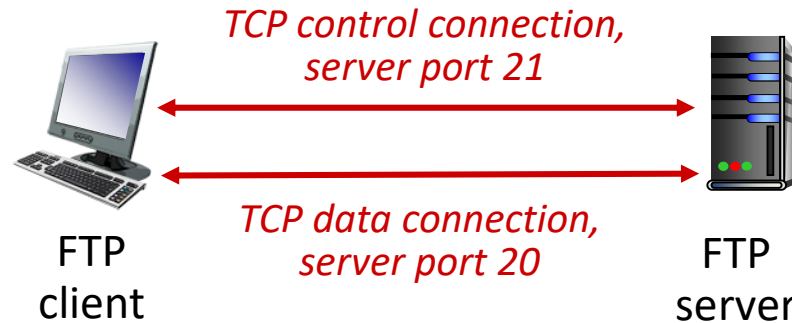 TCP control connection,
server port 21
TCP data connection,
server port 20
FTP
client
FTP
server